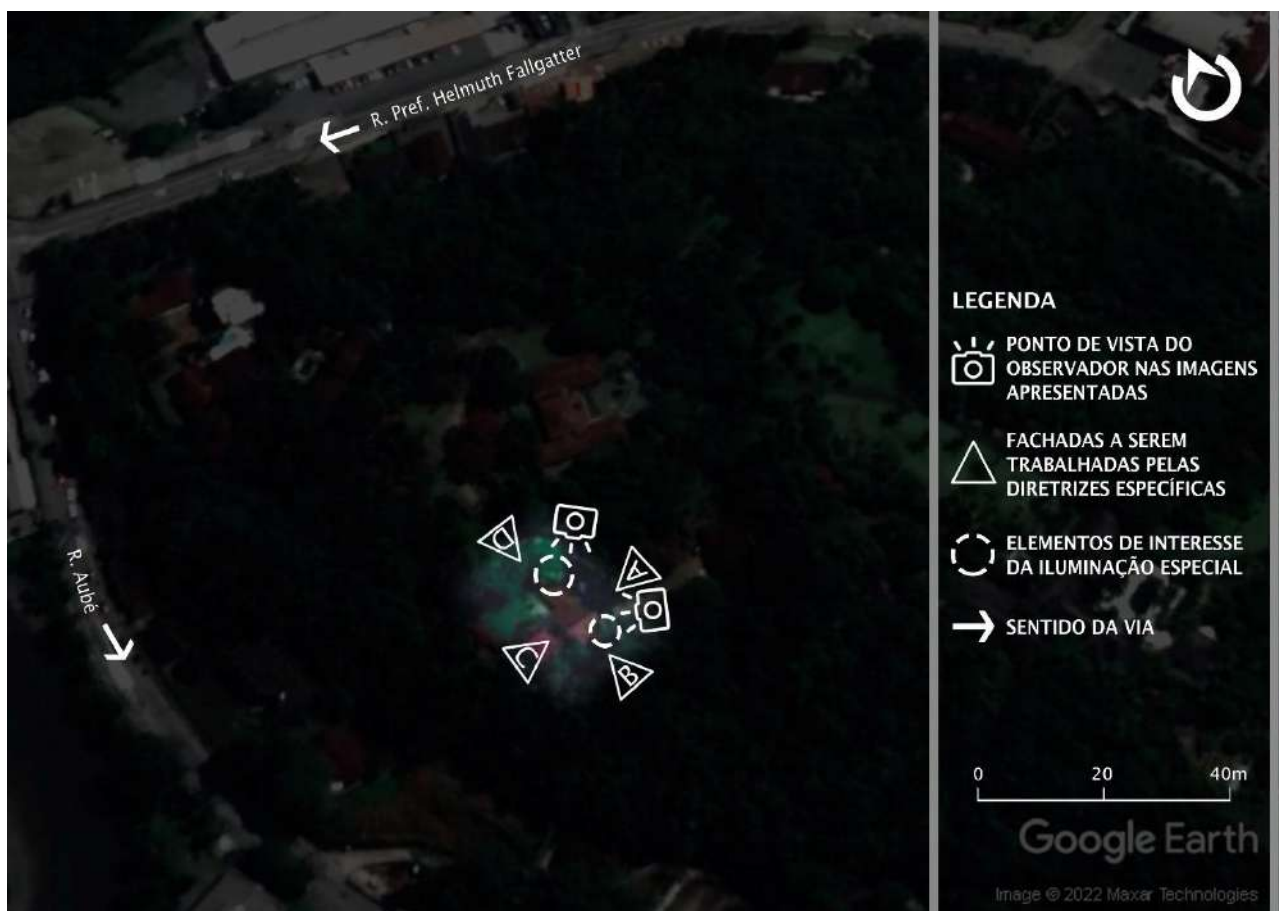 R. Pref. Helmuth Fallgatter
R. Aubé
D
A
C
B
LEGENDA
PONTO DE VISTA DO
OBSERVADOR NAS IMAGENS
APRESENTADAS
FACHADAS A SEREM
TRABALHADAS PELAS
DIRETRIZES ESPECÍFICAS
ELEMENTOS DE INTERESSE
DA ILUMINAÇÃO ESPECIAL
SENTIDO DA VIA
0 20 40m
Google Earth
Image © 2022 Maxar Technologies